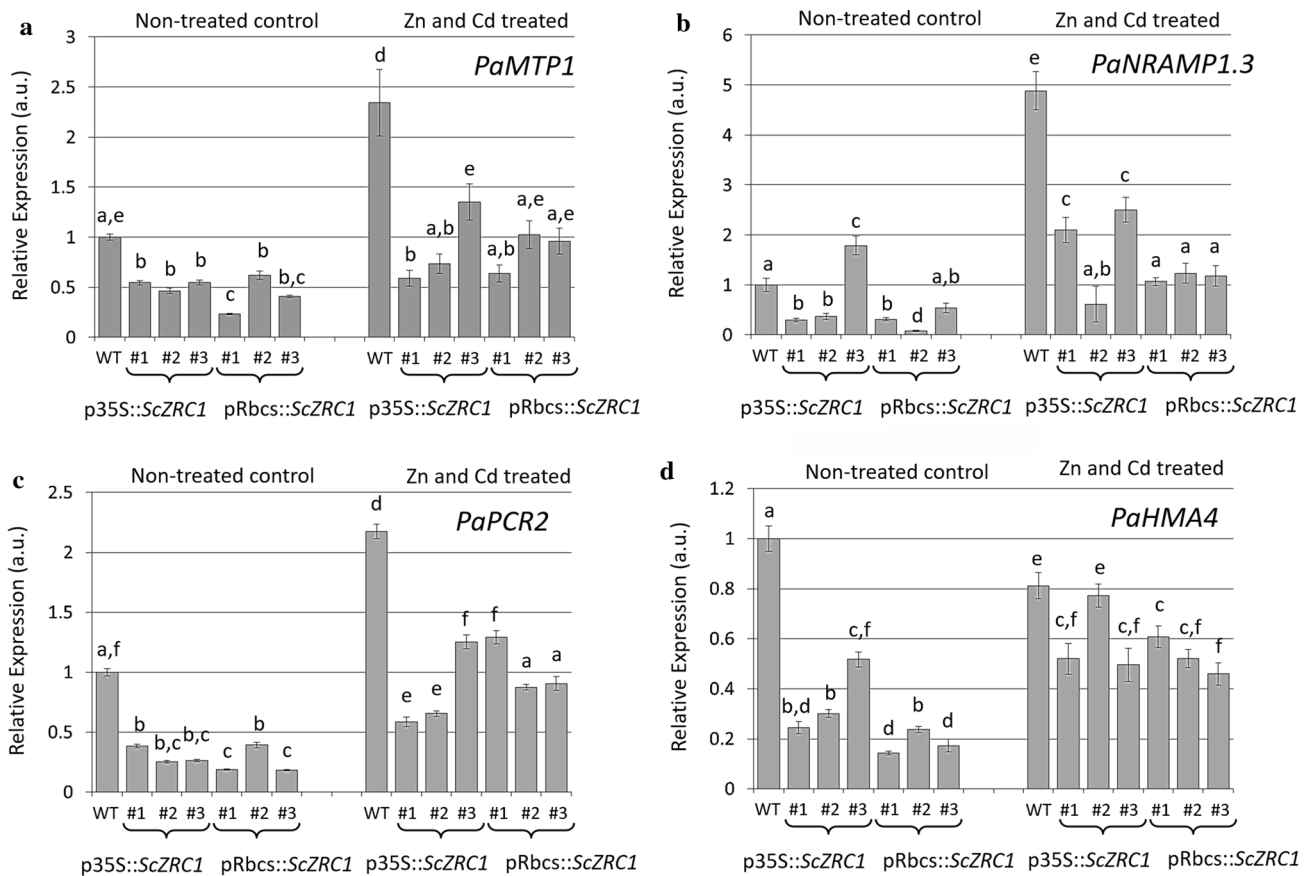 a
Non-treated control Zn and Cd treated
PaMTP1
Relative Expression (a.u.)
3
2.5
2
1.5
1
0.5
0
a,e b b b c b b,c d b a,b e a,b a,e a,e
WT #1 #2 #3 #1 #2 #3 WT #1 #2 #3 #1 #2 #3
p35S::ScZRC1 pRbcs::ScZRC1 p35S::ScZRC1 pRbcs::ScZRC1
b
Non-treated control Zn and Cd treated
PaNRAMP1.3
Relative Expression (a.u.)
6
5
4
3
2
1
0
a b b c b d a,b e c a,b c a a a
WT #1 #2 #3 #1 #2 #3 WT #1 #2 #3 #1 #2 #3
p35S::ScZRC1 pRbcs::ScZRC1 p35S::ScZRC1 pRbcs::ScZRC1
c
Non-treated control Zn and Cd treated
PaPCR2
Relative Expression (a.u.)
2.5
2
1.5
1
0.5
0
a,f b b,c b,c c b c d e e f f a a
WT #1 #2 #3 #1 #2 #3 WT #1 #2 #3 #1 #2 #3
p35S::ScZRC1 pRbcs::ScZRC1 p35S::ScZRC1 pRbcs::ScZRC1
d
Non-treated control Zn and Cd treated
PaHMA4
Relative Expression (a.u.)
1.2
1
0.8
0.6
0.4
0.2
0
a b,d b c,f d b d e c,f e c,f c c,f f
WT #1 #2 #3 #1 #2 #3 WT #1 #2 #3 #1 #2 #3
p35S::ScZRC1 pRbcs::ScZRC1 p35S::ScZRC1 pRbcs::ScZRC1